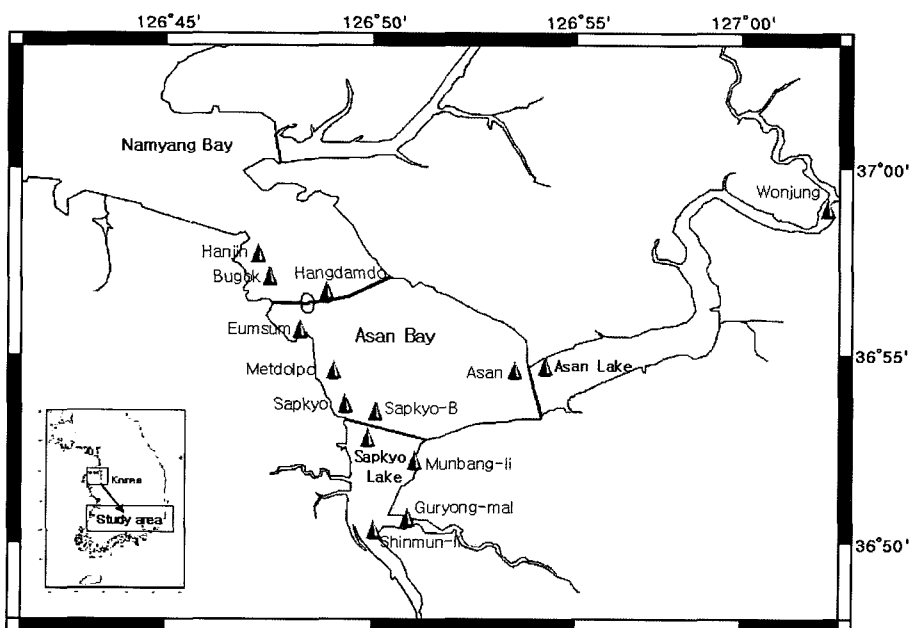 126°45'
126°50'
126°55'
127°00'
Namyang Bay
37°00'
Wonjung
Hanjin
Bugok
Hangdamdo
Eumsum
Asan Bay
36°55'
Metdolpo
Asan
Asan Lake
Sapkyo
Sapkyo-B
Sapkyo
Lake
Munbang-li
Korea
Study area
Guryong-mal
Shinmun-li
36°50'